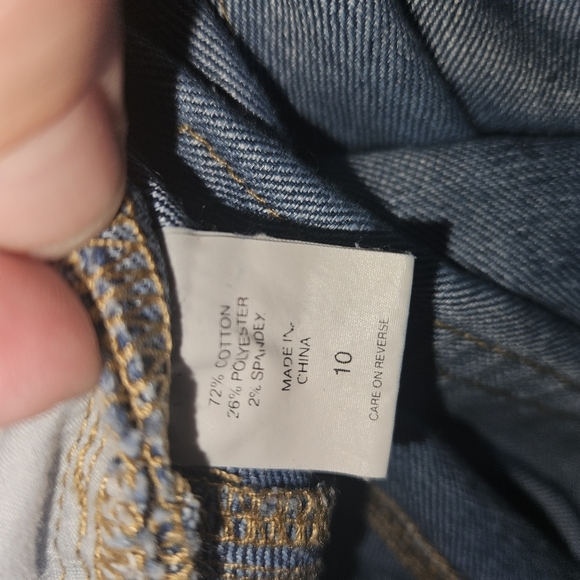 72% COTTON
26% POLYESTER
2% SPANDEX
MADE IN
CHINA
10
CARE ON REVERSE